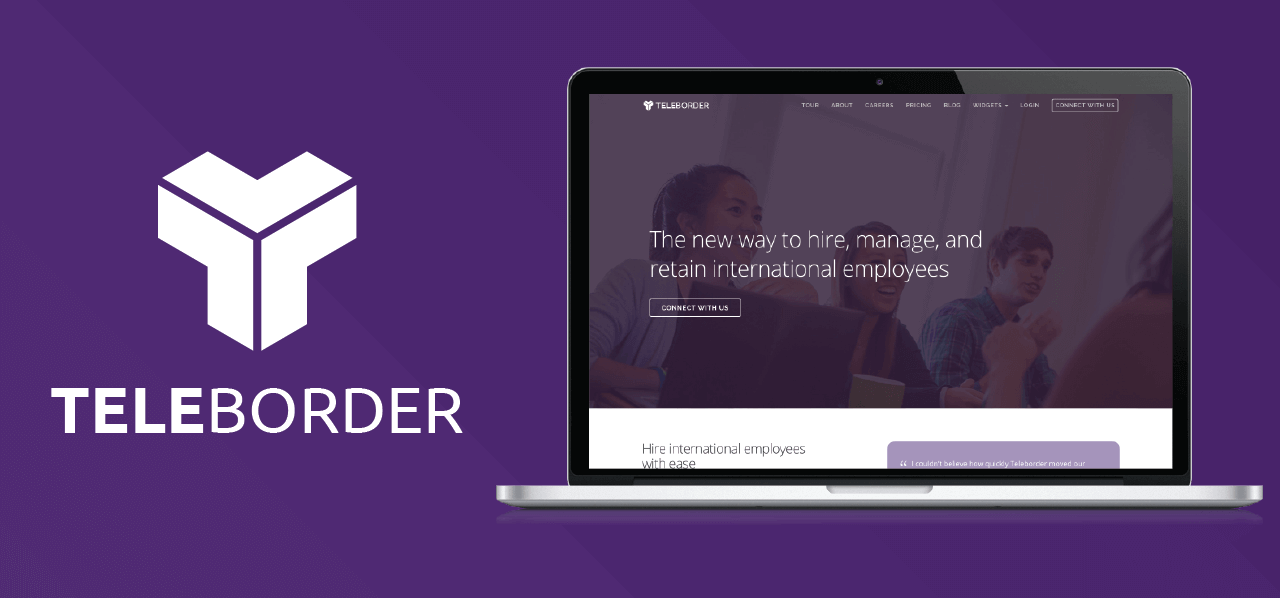 TELEBORDER
TELEBORDER
TOUR ABOUT CAREERS PRICING BLOG WIDGETS LOGIN CONNECT WITH US
The new way to hire, manage, and
retain international employees
CONNECT WITH US
Hire international employees
with ease
“ I couldn't believe how quickly Teleborder moved our